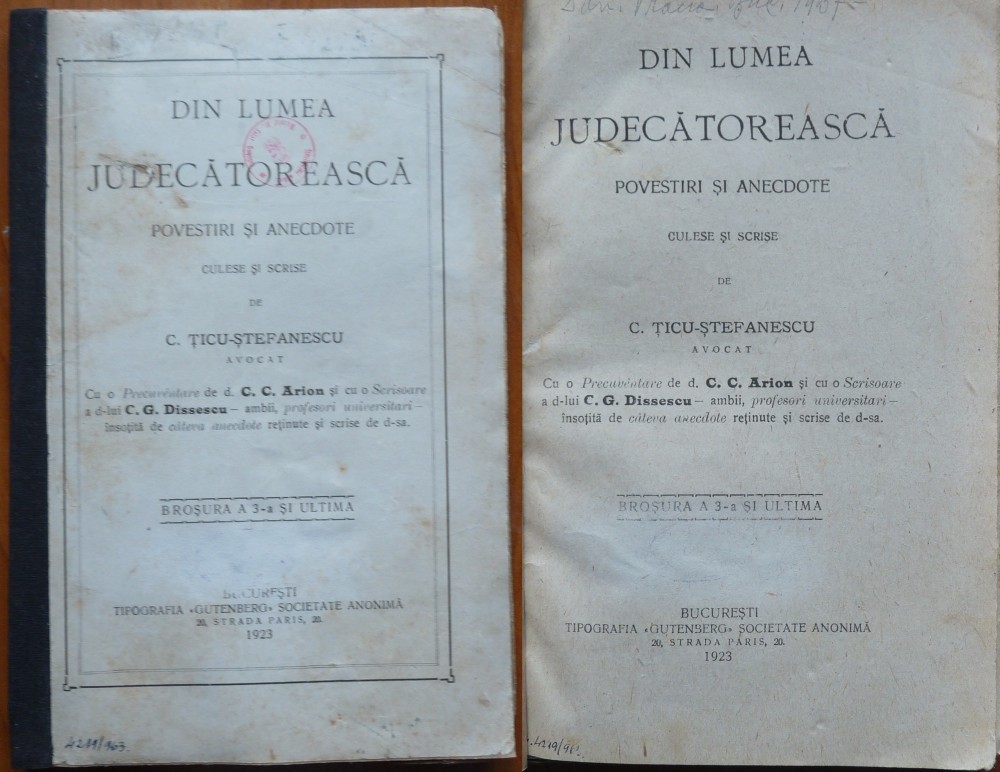 DIN LUMEA
JUDECĂTOREASCĂ
POVESTIRI ȘI ANECDOTE
CULESE ȘI SCRISE
DE
C. ȚICU-ȘTEFANESCU
AVOCAT
Cu o Precuvêntare de d. C. C. Arion și cu o Scrisoare
a d-lui C. G. Dissescu — ambii, profesori universitari —
însoțită de câteva anecdote reținute și scrise de d-sa.
BROȘURA A 3-a ȘI ULTIMA
BUCUREȘTI
TIPOGRAFIA «GUTENBERG» SOCIETATE ANONIMĂ
20, STRADA PARIS, 20.
1923
4219/963
DIN LUMEA
JUDECĂTOREASCĂ
POVESTIRI ȘI ANECDOTE
CULESE ȘI SCRISE
DE
C. ȚICU-ȘTEFANESCU
AVOCAT
Cu o Precuvêntare de d. C. C. Arion și cu o Scrisoare
a d-lui C. G. Dissescu — ambii, profesori universitari —
însoțită de câteva anecdote reținute și scrise de d-sa.
BROȘURA A 3-a ȘI ULTIMA
BUCUREȘTI
TIPOGRAFIA «GUTENBERG» SOCIETATE ANONIMĂ
20, STRADA PARIS, 20.
1923